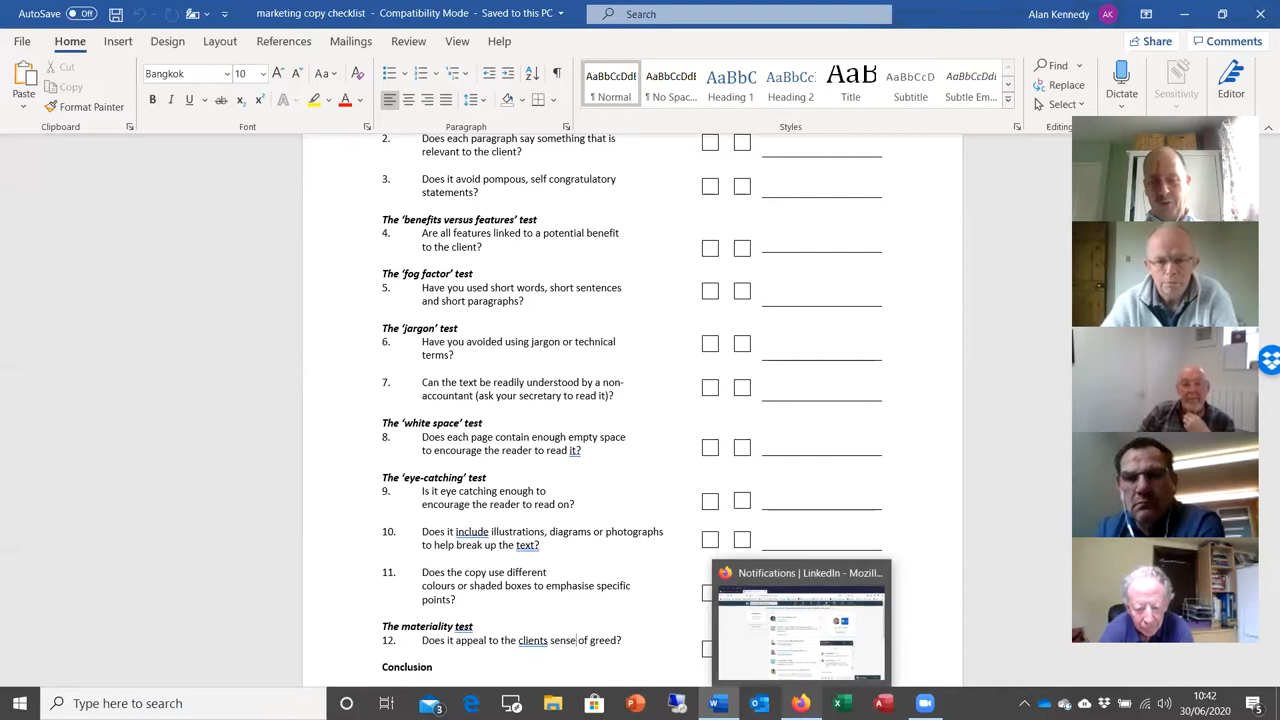 marketing copy checklist - Saved to this PC
Search
Alan Kateford
File Home Insert Design Layout References Mailings Review View Help
Share Comments
Paste
Cut
Copy
Format Painter
Clipboard
Bangkok 10
Font
Paragraph
AaBbCcDdE AaBbCcDdE AaBbC AaBbCc AaB AaBbCcD AaBbCcD
¶ Normal ¶ No Spac... Heading 1 Heading 2 Title Subtitle Subtle Em...
Styles
Find
Replace
Select
Editing
Dictate
Sensitivity
Editor
2. Does each paragraph say something that is
relevant to the client?
3. Does it avoid pompous, self congratulatory
statements?
The ‘benefits versus features’ test
4. Are all features linked to a potential benefit
to the client?
The ‘fog factor’ test
5. Have you used short words, short sentences
and short paragraphs?
The ‘jargon’ test
6. Have you avoided using jargon or technical
terms?
7. Can the text be readily understood by a non-
accountant (ask your secretary to read it)?
The ‘white space’ test
8. Does each page contain enough empty space
to encourage the reader to read it?
The ‘eye-catching’ test
9. Is it eye catching enough to
encourage the reader to read on?
10. Does it include illustrations, diagrams or photographs
to help break up the text?
11. Does the copy use different
colours or shaded boxes to emphasise specific
points?
The materiality test
12. Does it appeal to the clients sense of greed?
Conclusion
Notifications | LinkedIn - Mozill...
Type here to search
3
10:42
30/06/2020
5